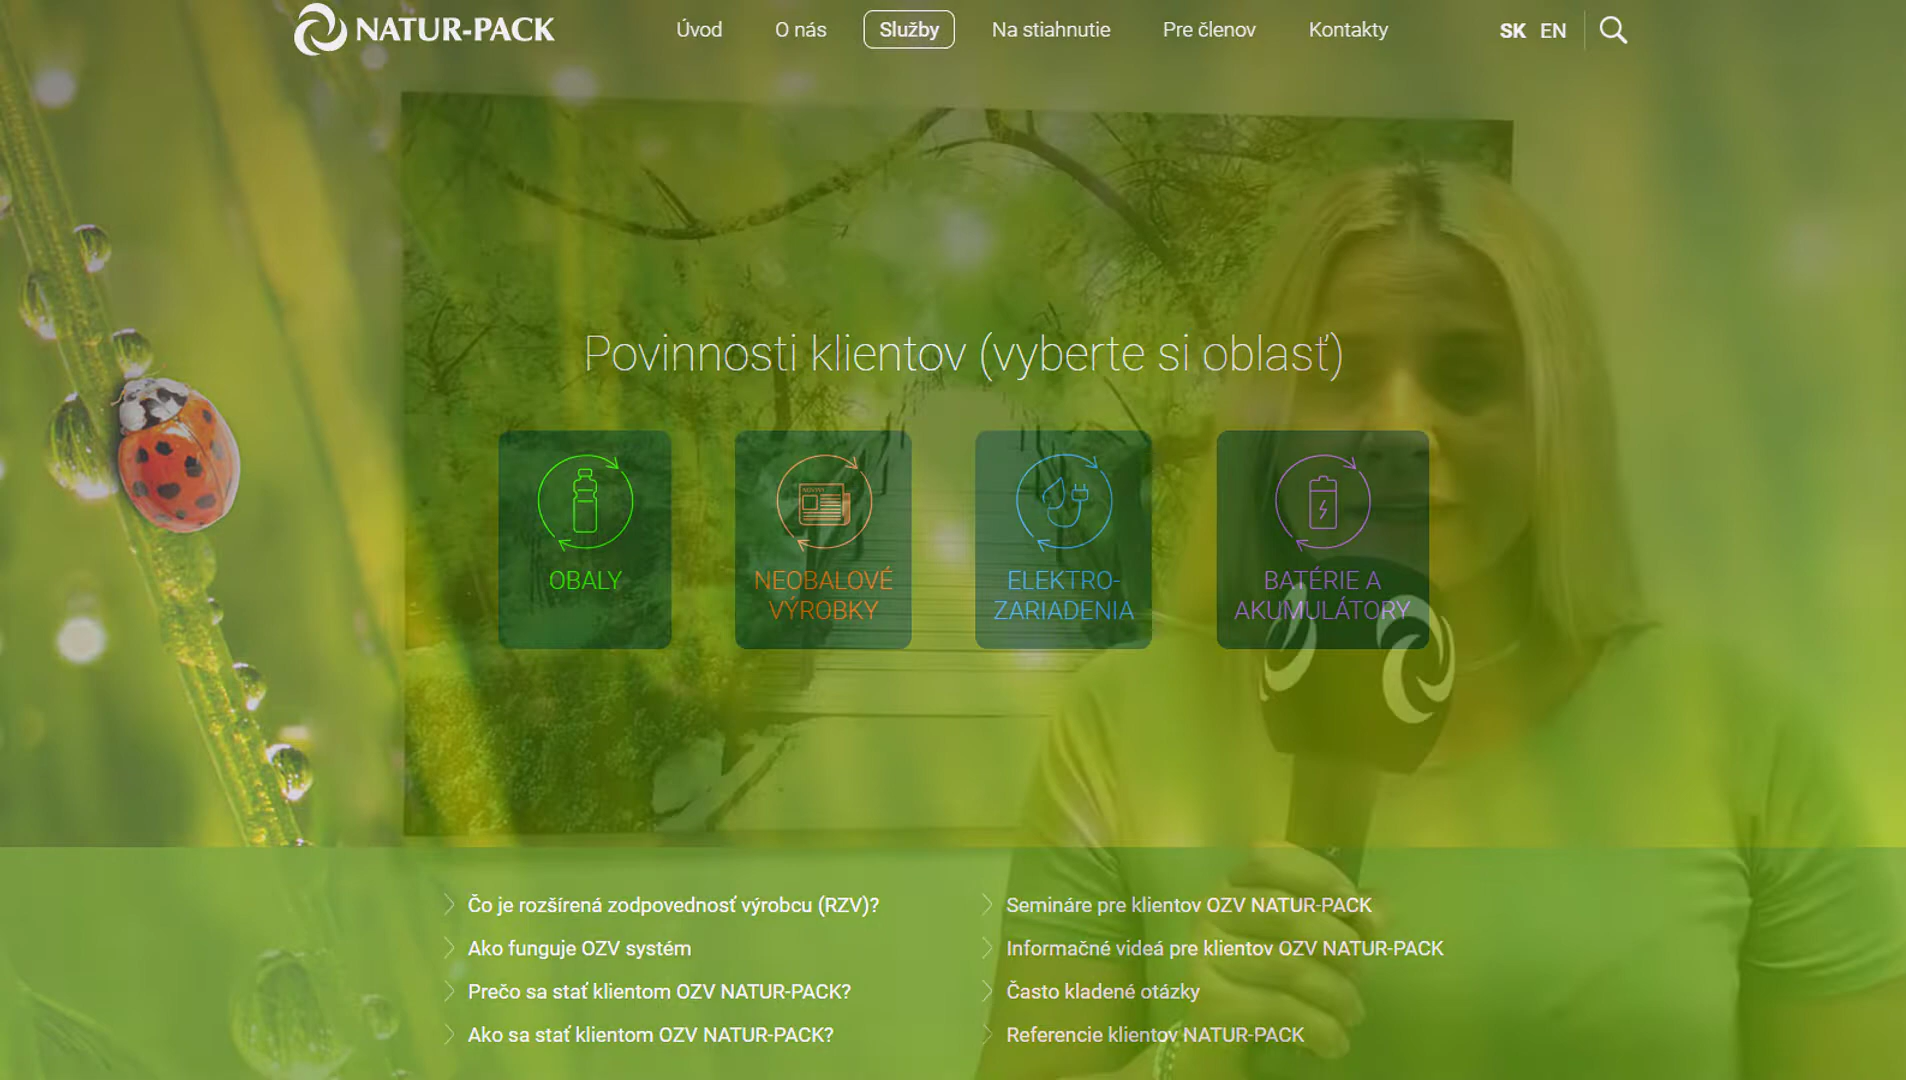 NATUR-PACK
Úvod
O nás
Služby
Na stiahnutie
Pre členov
Kontakty
SK EN
Povinnosti klientov (vyberte si oblasť)
OBALY
NOVINY
NEOBALOVÉ
VÝROBKY
ELEKTRO-
ZARIADENIA
BATÉRIE A
AKUMULÁTORY
Čo je rozšírená zodpovednosť výrobcu (RZV)?
Ako funguje OZV systém
Prečo sa stať klientom OZV NATUR-PACK?
Ako sa stať klientom OZV NATUR-PACK?
Semináre pre klientov OZV NATUR-PACK
Informačné videá pre klientov OZV NATUR-PACK
Často kladené otázky
Referencie klientov NATUR-PACK